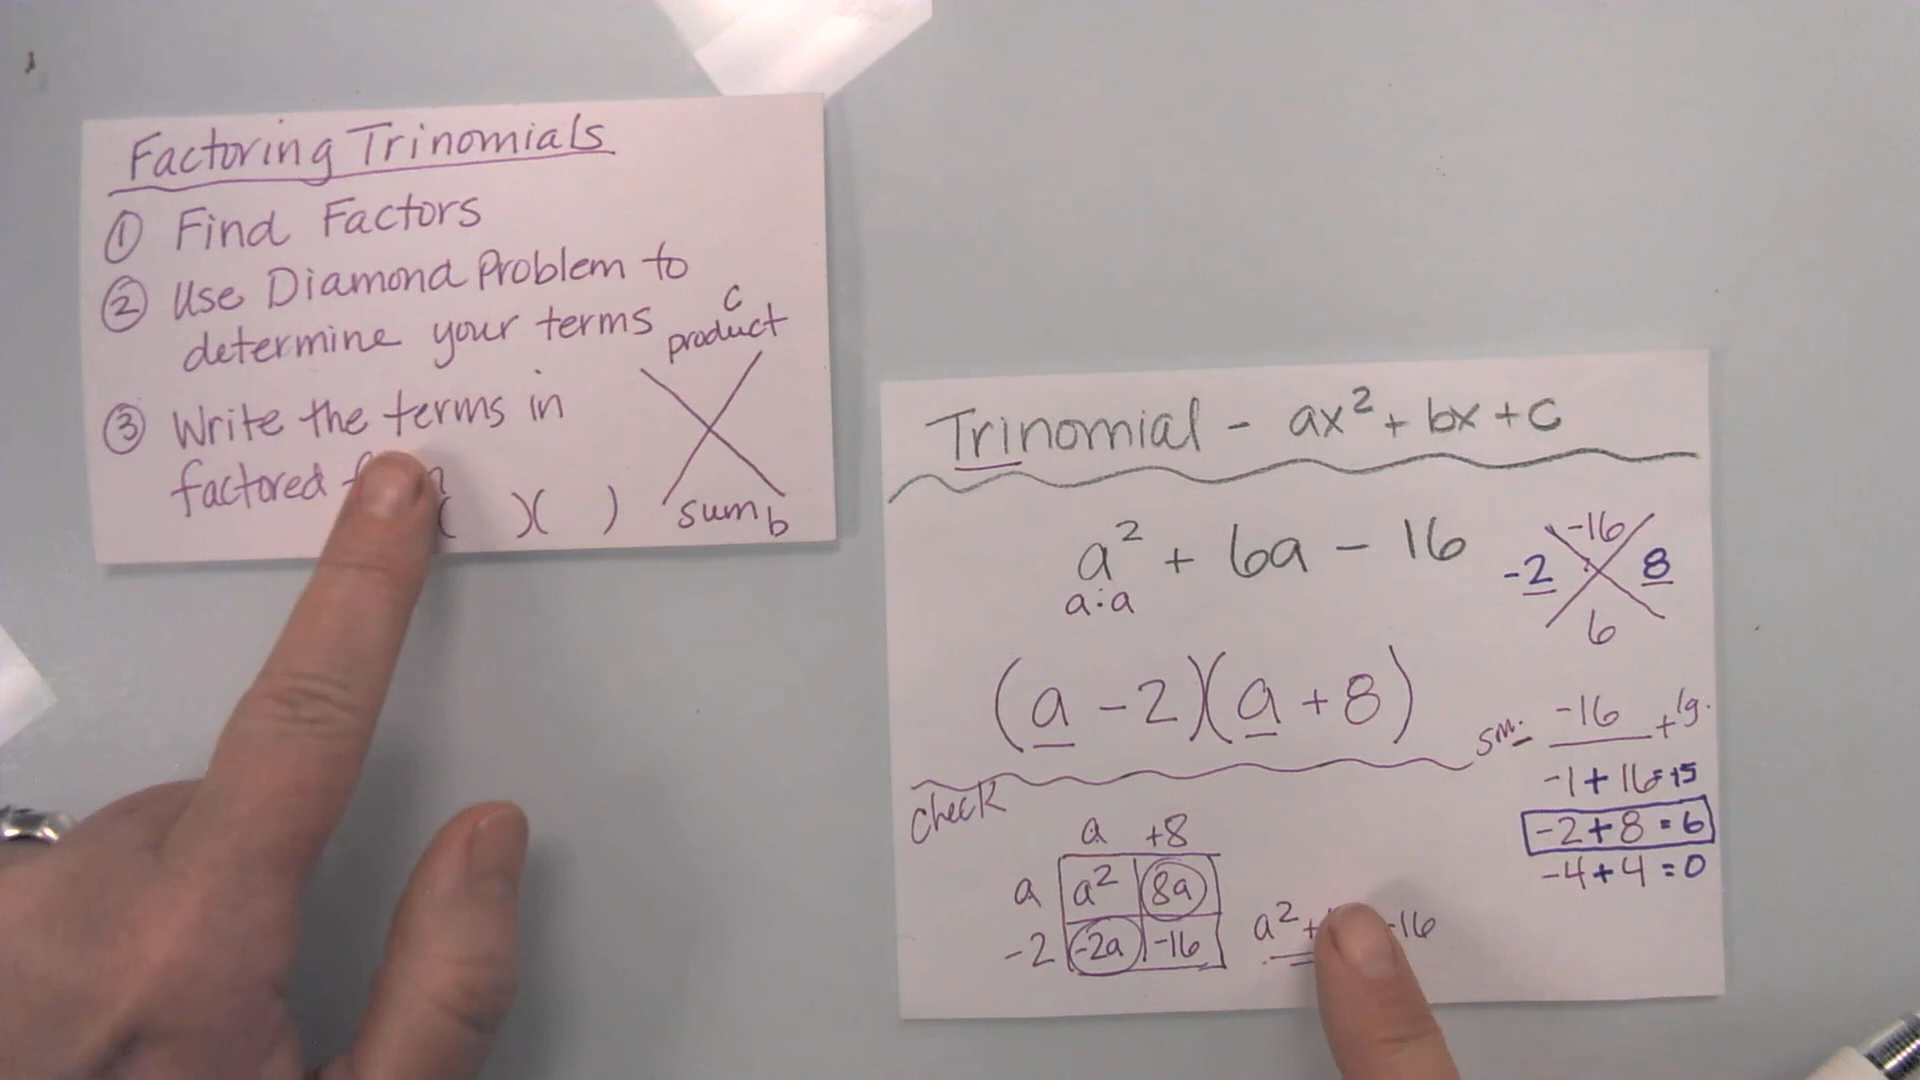 Factoring Trinomials
① Find Factors
② Use Diamond Problem to
determine your terms
③ Write the terms in
factored
( )( )
c
product
sum b
Trinomial - ax² + bx + c
a² + 6a - 16
a·a
-16
-2 8
6
(a - 2)(a + 8)
sm. -16 + lg.
-1 + 16 = +15
-2 + 8 = 6
-4 + 4 = 0
check
a +8
a a² 8a
-2 -2a -16
a² + -16